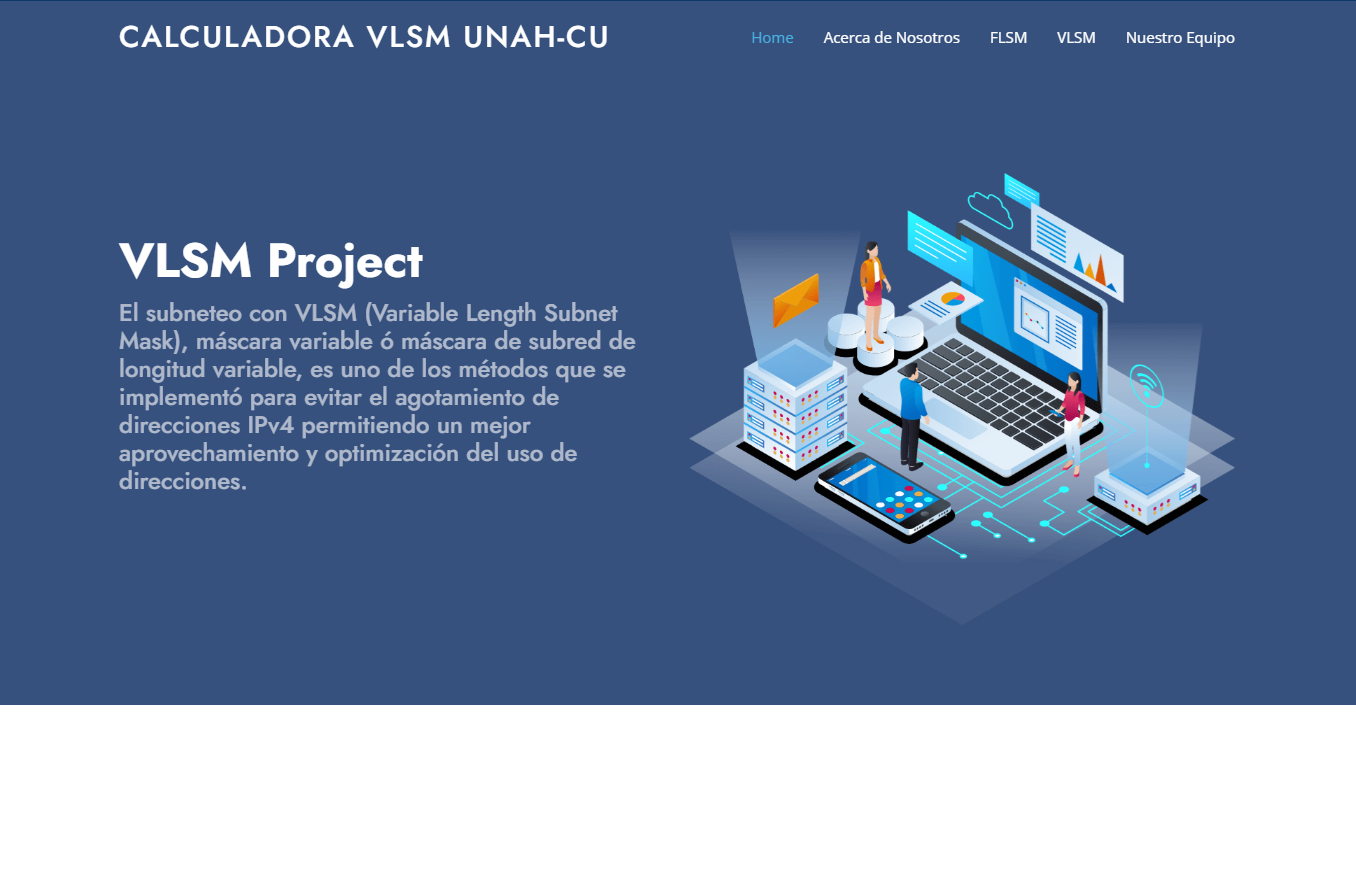 CALCULADORA VLSM UNAH-CU
Home Acerca de Nosotros FLSM VLSM Nuestro Equipo
VLSM Project
El subneteo con VLSM (Variable Length Subnet
Mask), máscara variable ó máscara de subred de
longitud variable, es uno de los métodos que se
implementó para evitar el agotamiento de
direcciones IPv4 permitiendo un mejor
aprovechamiento y optimización del uso de
direcciones.